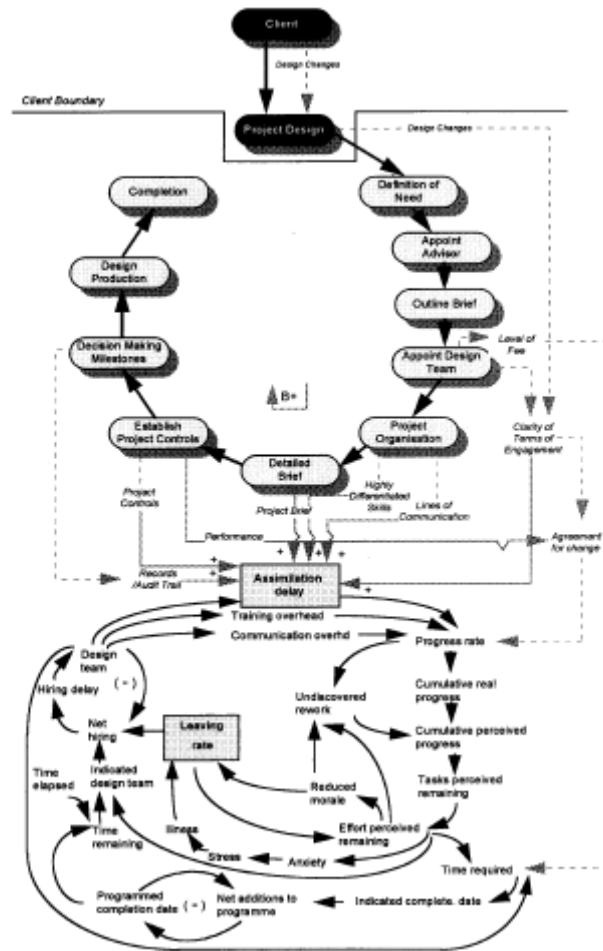 Client
Design Changes
Client Boundary
Project Design
Design Changes
Completion
Definition of
Need
Appoint
Advisor
Design
Production
Outline Brief
Level of
Fee
Decision Making
Milestones
Appoint Design
Team
B+
Clarity of
Terms of
Engagement
Establish
Project Controls
Project
Organisation
Detailed
Brief
Highly
Differentiated
Skills
Project
Controls
Project Brief
Lines of
Communication
Performance
Agreement
for change
+
+
+
+
Records
/Audit Trail
+
Assimilation
delay
+
Training overhead
Communication overhd
Progress rate
Design
team
Hiring delay
(-)
Cumulative real
progress
Undiscovered
rework
Net
hiring
Leaving
rate
Cumulative perceived
progress
Time
elapsed
Indicated
design team
Reduced
morale
Tasks perceived
remaining
Time
remaining
Illness
Effort perceived
remaining
Stress
Anxiety
Time required
Programmed
completion date
(-)
Net additions to
programme
Indicated complete. date